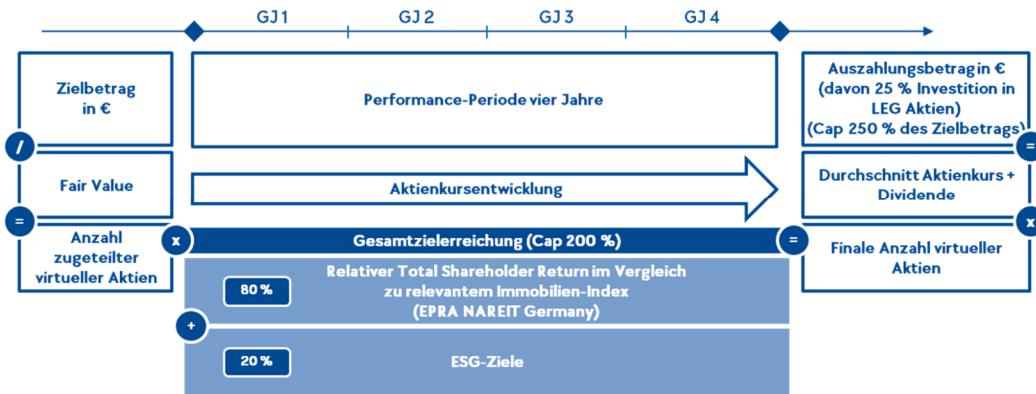 GJ 1
GJ 2
GJ 3
GJ 4
Zielbetrag
in €
Performance-Periode vier Jahre
Auszahlungsbetrag in €
(davon 25 % Investition in
LEG Aktien)
(Cap 250 % des Zielbetrags)
/
=
Fair Value
Aktienkursentwicklung
Durchschnitt Aktienkurs +
Dividende
=
x
Anzahl
zugeteilter
virtueller Aktien
x
Gesamtzielerreichung (Cap 200 %)
=
Finale Anzahl virtueller
Aktien
80 %
Relativer Total Shareholder Return im Vergleich
zu relevantem Immobilien-Index
(EPRA NAREIT Germany)
+
20 %
ESG-Ziele